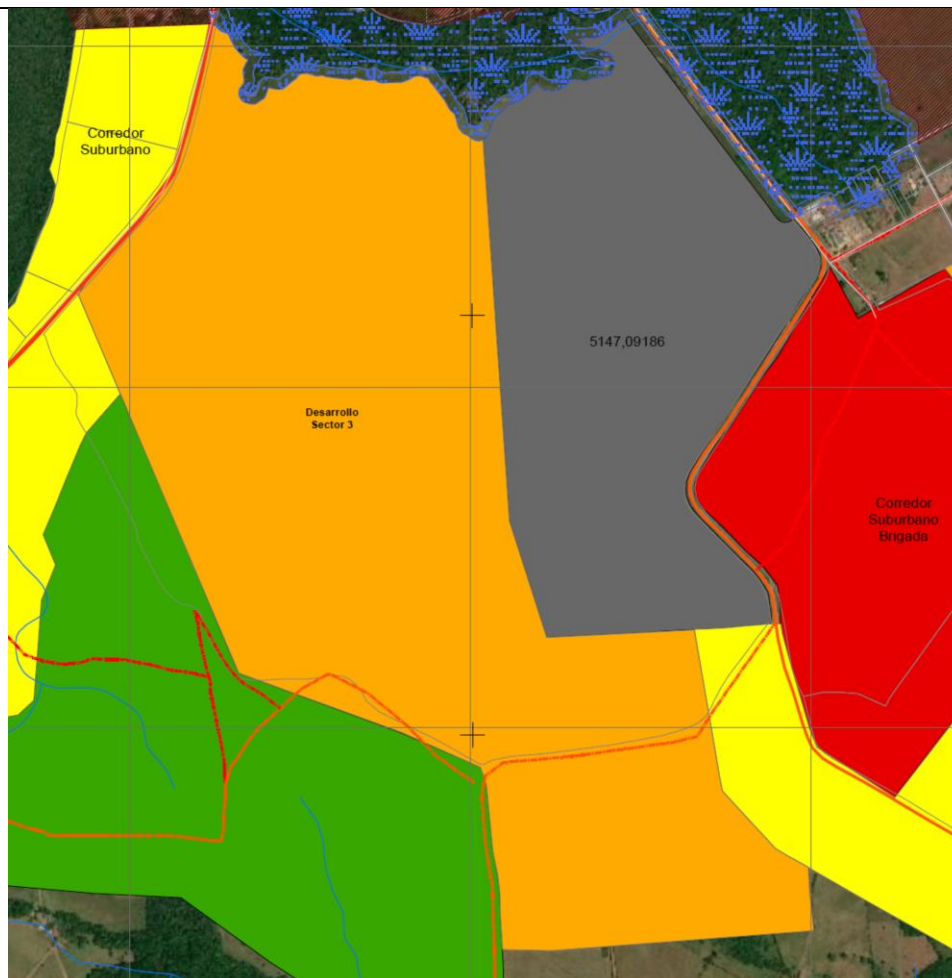 Corredor
Suburbano
5147,09186
Desarrollo
Sector 3
Corredor
Suburbano
Brigada